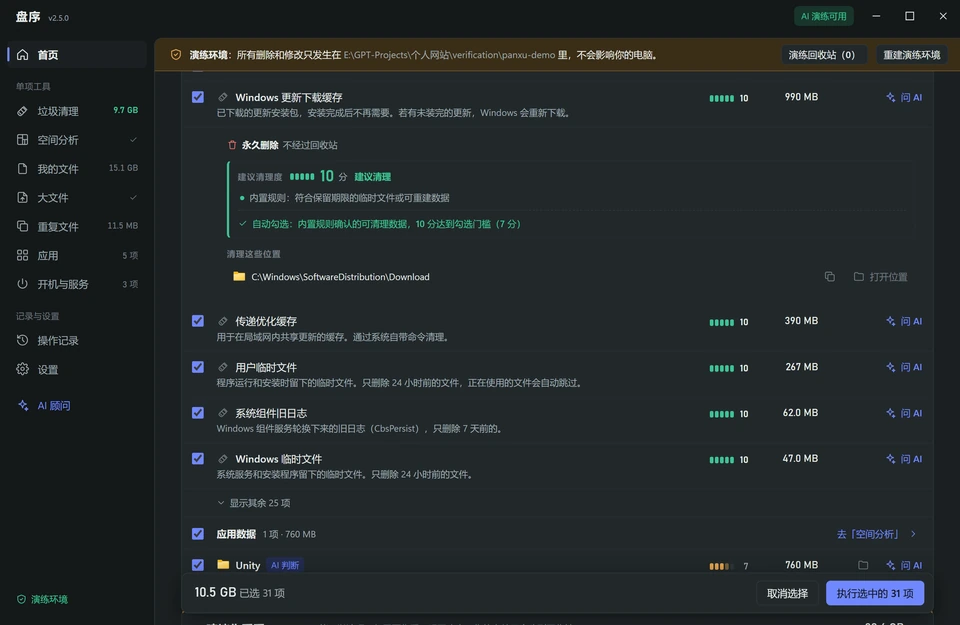 盘序 v2.5.0
AI 演练可用
首页
单项工具
垃圾清理 9.7 GB
空间分析
我的文件 15.1 GB
大文件
重复文件 11.5 MB
应用 5 项
开机与服务 3 项
记录与设置
操作记录
设置
AI 顾问
演练环境
演练环境：所有删除和修改只发生在 E:\GPT-Projects\个人网站\verification\panxu-demo 里，不会影响你的电脑。
演练回收站（0）
重建演练环境
Windows 更新下载缓存 10 990 MB 问 AI
已下载的更新安装包，安装完成后不再需要。若有未装完的更新，Windows 会重新下载。
永久删除 不经过回收站
建议清理度 10 分 建议清理
内置规则：符合保留期限的临时文件或可重建数据
自动勾选：内置规则确认的可清理数据，10 分达到勾选门槛（7 分）
清理这些位置
C:\Windows\SoftwareDistribution\Download 打开位置
传递优化缓存 10 390 MB 问 AI
用于在局域网内共享更新的缓存。通过系统自带命令清理。
用户临时文件 10 267 MB 问 AI
程序运行和安装时留下的临时文件。只删除 24 小时前的文件，正在使用的文件会自动跳过。
系统组件旧日志 10 62.0 MB 问 AI
Windows 组件服务轮换下来的旧日志（CbsPersist），只删除 7 天前的。
Windows 临时文件 10 47.0 MB 问 AI
系统服务和安装程序留下的临时文件。只删除 24 小时前的文件。
显示其余 25 项
应用数据 1 项 · 760 MB 去「空间分析」
Unity AI 判断 7 760 MB 问 AI
10.5 GB 已选 31 项
取消选择
执行选中的 31 项